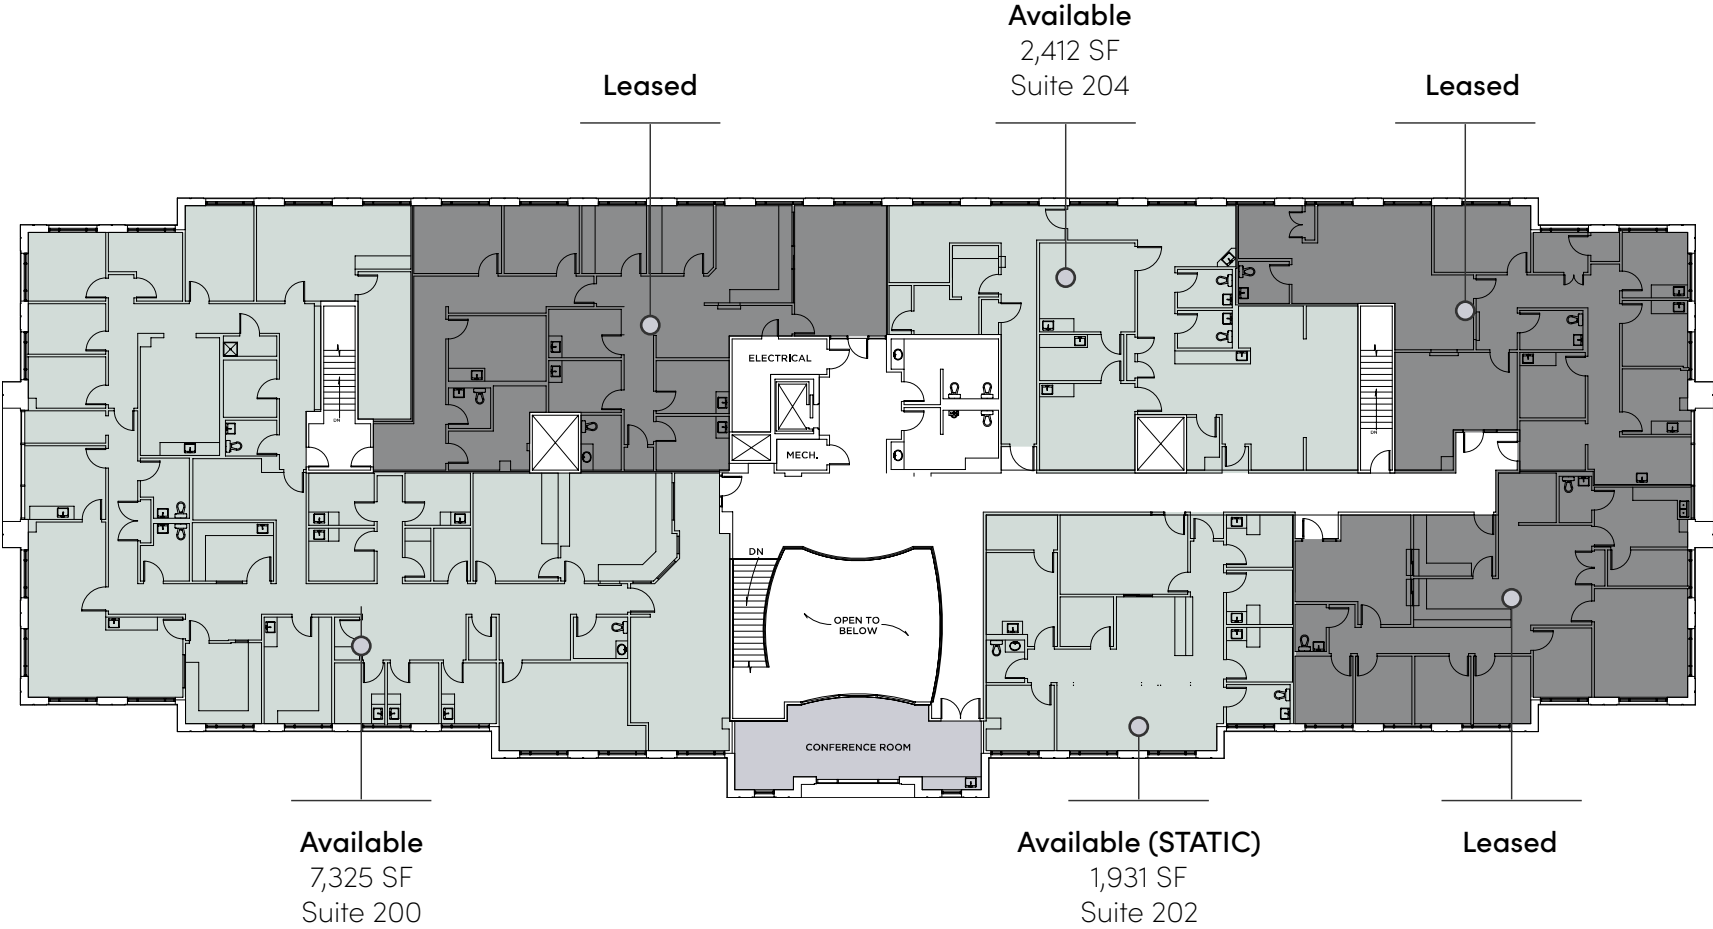 Available
2,412 SF
Suite 204
Leased
Leased
ELECTRICAL
MECH.
DN
DN
DN
OPEN TO
BELOW
CONFERENCE ROOM
Available
7,325 SF
Suite 200
Available (STATIC)
1,931 SF
Suite 202
Leased